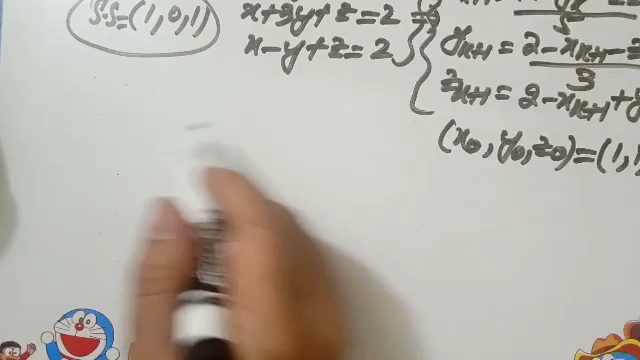 S.S=(1,0,1)
x+3y+z=2
x-y+z=2
y_{k+1} = 2-x_{k+1}-z
3
z_{k+1} = 2-x_{k+1}+y
(x_0, y_0, z_0)=(1,1